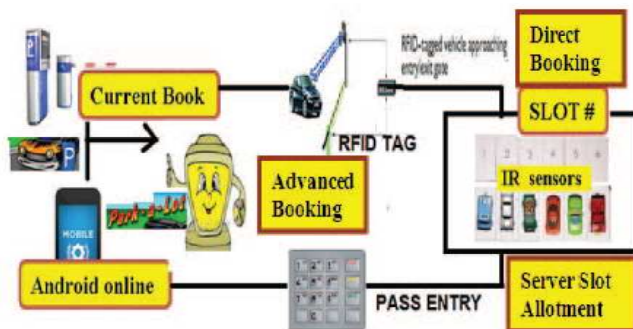 Direct
Booking
RFID-tagged vehicle approaching
entry/exit gate
P
Current Book
SLOT #
RFID TAG
1 2 3 4 5 6
P
IR sensors
Advanced
Booking
Park-a-Lot
MOBILE
Android online
PASS ENTRY
Server Slot
Allotment